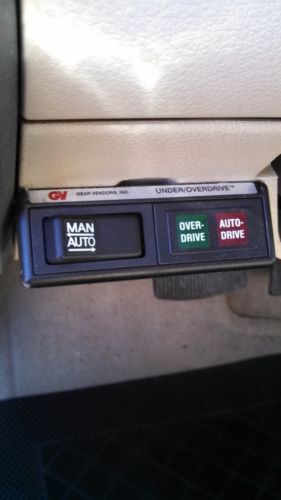 GV GEAR VENDORS, INC. UNDER/OVERDRIVE™
MAN
AUTO
OVER-
DRIVE
AUTO-
DRIVE